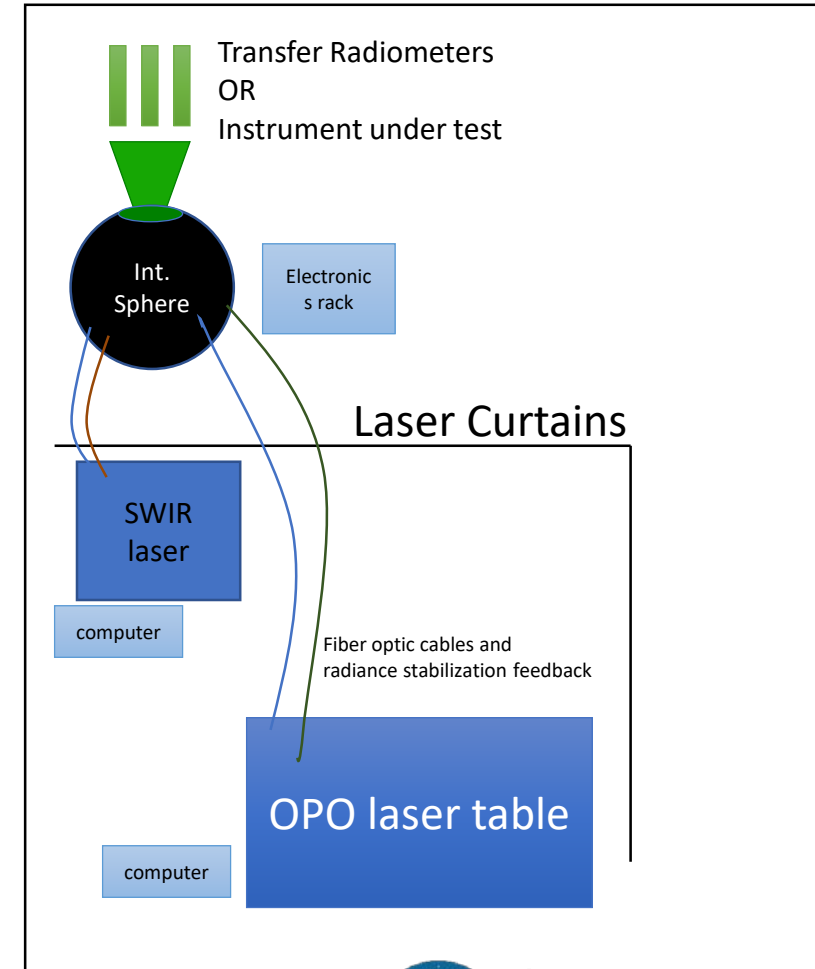 Transfer Radiometers
OR
Instrument under test
Int.
Sphere
Electronic
s rack
Laser Curtains
SWIR
laser
computer
Fiber optic cables and
radiance stabilization feedback
OPO laser table
computer